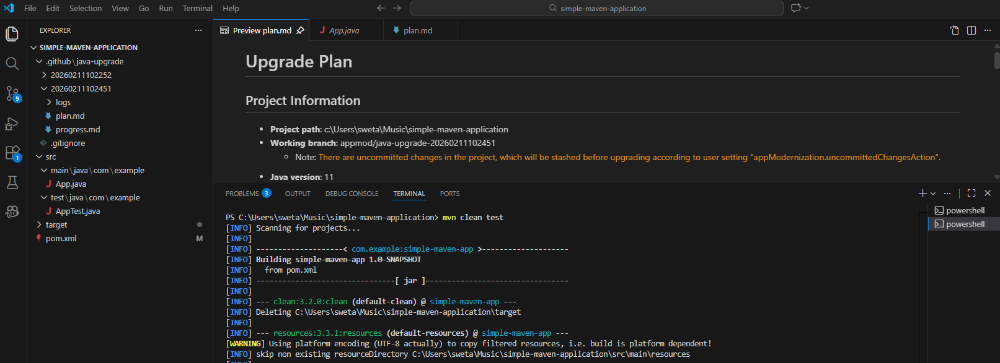 File Edit Selection View Go Run Terminal Help
simple-maven-application
EXPLORER
SIMPLE-MAVEN-APPLICATION
.github\java-upgrade
20260211102252
20260211102451
logs
plan.md
progress.md
.gitignore
src
main\java\com\example
App.java
test\java\com\example
AppTest.java
target
pom.xml M
9
1
Preview plan.md App.java plan.md
Upgrade Plan
Project Information
Project path: c:\Users\sweta\Music\simple-maven-application
Working branch: appmod/java-upgrade-20260211102451
Note: There are uncommitted changes in the project, which will be stashed before upgrading according to user setting "appModernization.uncommittedChangesAction".
Java version: 11
PROBLEMS 3 OUTPUT DEBUG CONSOLE TERMINAL PORTS
PS C:\Users\sweta\Music\simple-maven-application> mvn clean test
[INFO] Scanning for projects...
[INFO]
[INFO] --------------------< com.example:simple-maven-app >--------------------
[INFO] Building simple-maven-app 1.0-SNAPSHOT
[INFO]   from pom.xml
[INFO] --------------------------------[ jar ]---------------------------------
[INFO]
[INFO] --- clean:3.2.0:clean (default-clean) @ simple-maven-app ---
[INFO] Deleting C:\Users\sweta\Music\simple-maven-application\target
[INFO]
[INFO] --- resources:3.3.1:resources (default-resources) @ simple-maven-app ---
[WARNING] Using platform encoding (UTF-8 actually) to copy filtered resources, i.e. build is platform dependent!
[INFO] skip non existing resourceDirectory C:\Users\sweta\Music\simple-maven-application\src\main\resources
powershell
powershell